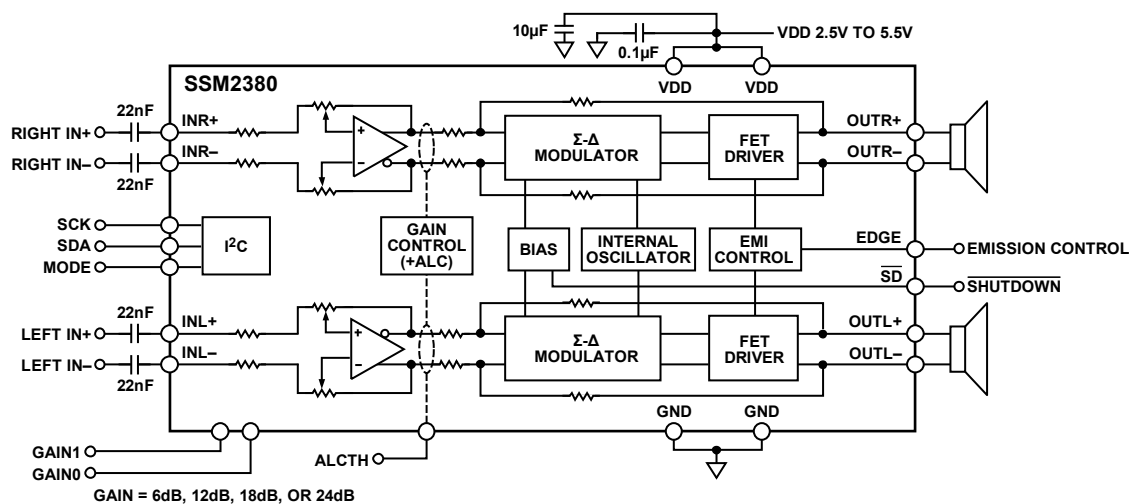 10µF
0.1µF
VDD 2.5V TO 5.5V
SSM2380
VDD
VDD
22nF
RIGHT IN+
INR+
RIGHT IN–
INR–
22nF
Σ-Δ
MODULATOR
FET
DRIVER
OUTR+
OUTR–
SCK
SDA
MODE
I²C
GAIN
CONTROL
(+ALC)
BIAS
INTERNAL
OSCILLATOR
EMI
CONTROL
EDGE
EMISSION CONTROL
SD
SHUTDOWN
22nF
LEFT IN+
INL+
LEFT IN–
INL–
22nF
Σ-Δ
MODULATOR
FET
DRIVER
OUTL+
OUTL–
GND
GND
GAIN1
GAIN0
ALCTH
GAIN = 6dB, 12dB, 18dB, OR 24dB
+
–
+
–